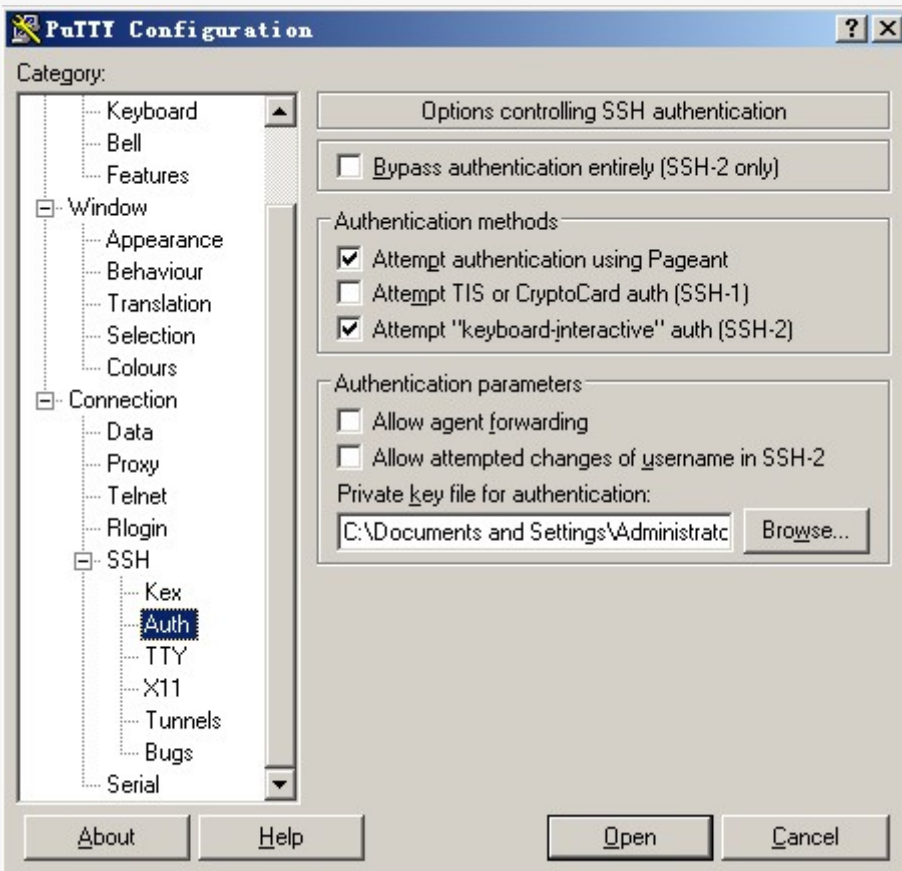 PuTTY Configuration
Category:
Keyboard
Bell
Features
Window
Appearance
Behaviour
Translation
Selection
Colours
Connection
Data
Proxy
Telnet
Rlogin
SSH
Kex
Auth
TTY
X11
Tunnels
Bugs
Serial
Options controlling SSH authentication
Bypass authentication entirely (SSH-2 only)
Authentication methods
Attempt authentication using Pageant
Attempt TIS or CryptoCard auth (SSH-1)
Attempt "keyboard-interactive" auth (SSH-2)
Authentication parameters
Allow agent forwarding
Allow attempted changes of username in SSH-2
Private key file for authentication:
C:\Documents and Settings\Administratc
Browse...
About
Help
Open
Cancel